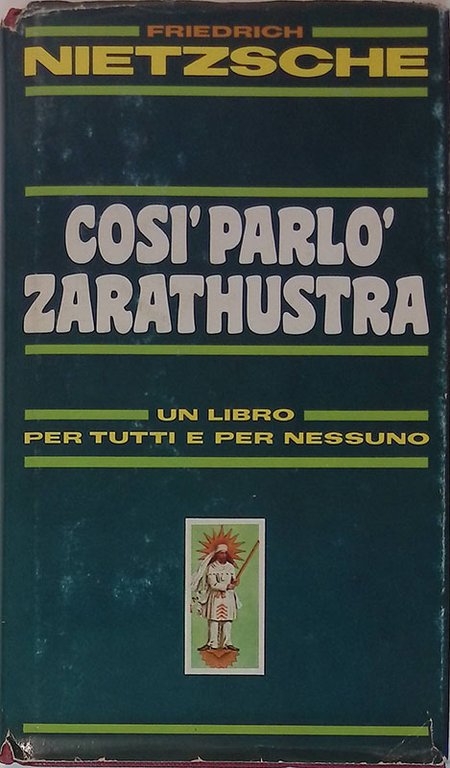 FRIEDRICH
NIETZSCHE
COSI' PARLO'
ZARATHUSTRA
UN LIBRO
PER TUTTI E PER NESSUNO